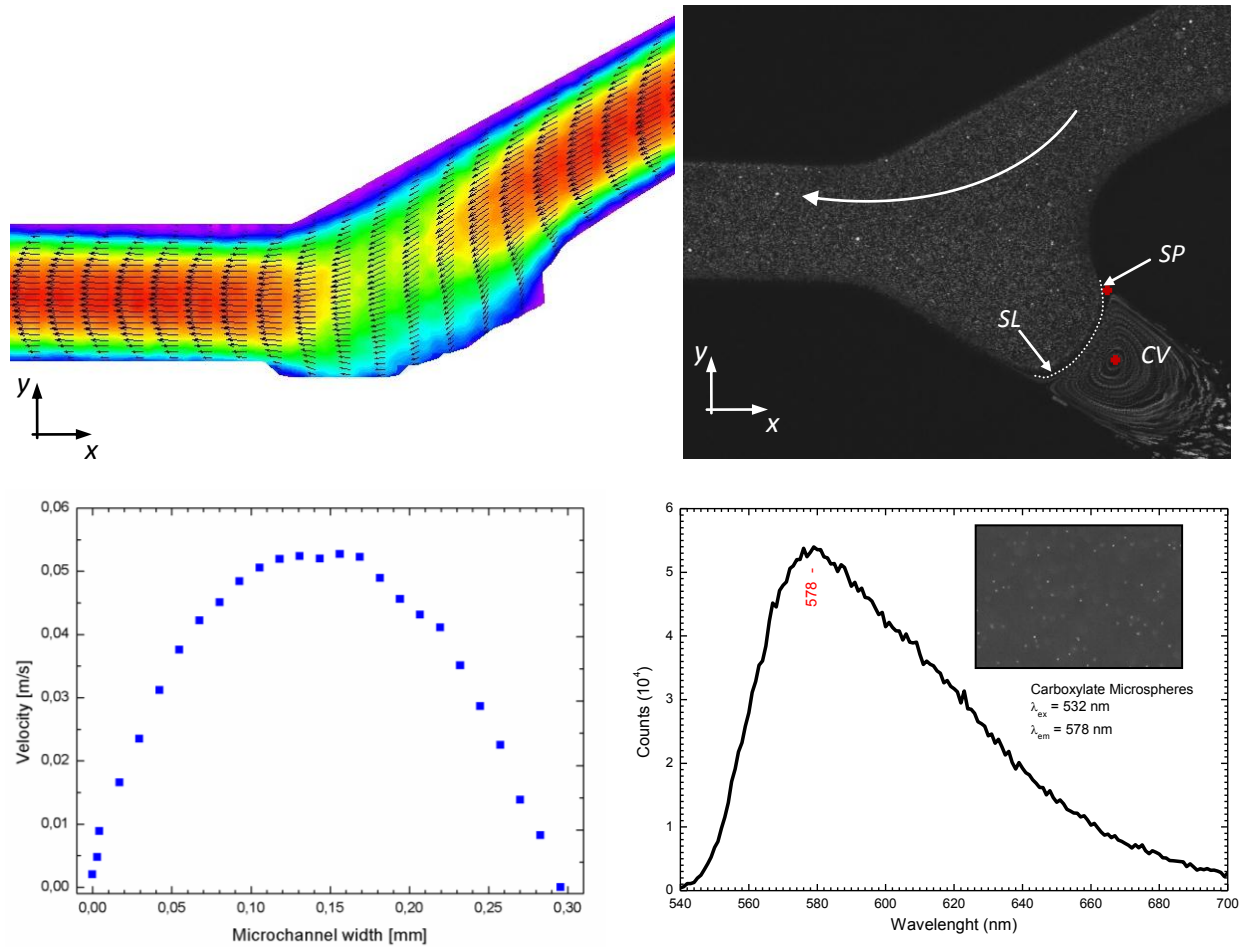 y
x
SP
SL
CV
y
x
0,06
0,05
0,04
0,03
0,02
0,01
0,00
Velocity [m/s]
0,00 0,05 0,10 0,15 0,20 0,25 0,30
Microchannel width [mm]
6
5
4
3
2
1
0
Counts (10⁴)
578 -
Carboxylate Microspheres
λex = 532 nm
λem = 578 nm
540 560 580 600 620 640 660 680 700
Wavelenght (nm)